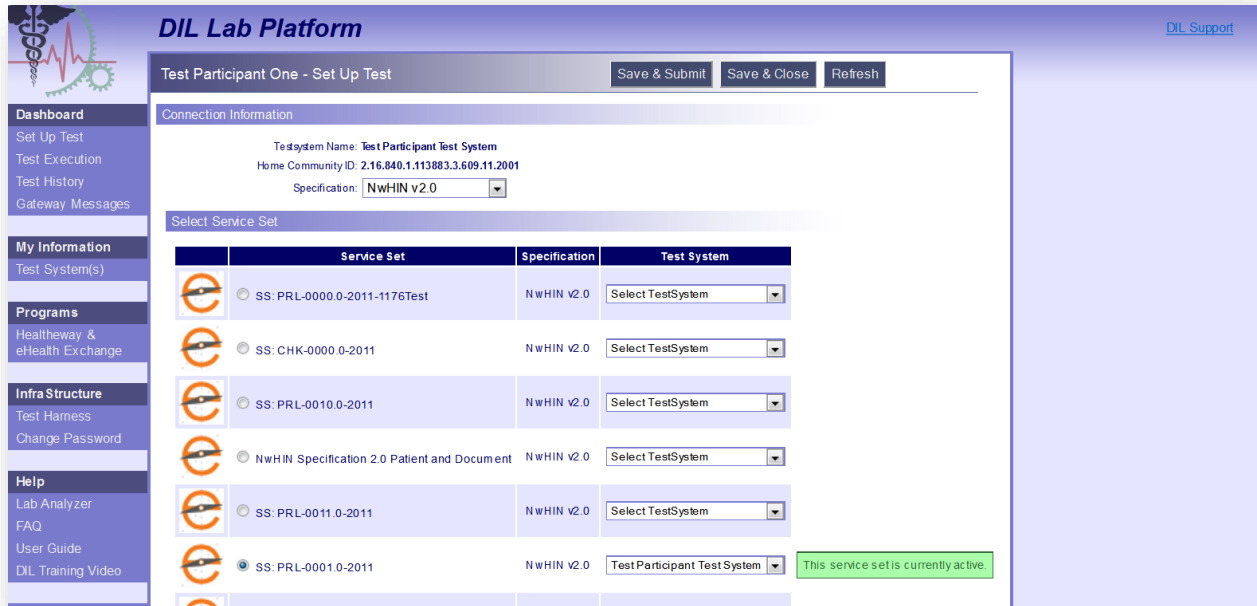 DIL Lab Platform
DIL Support
Test Participant One - Set Up Test
Save & Submit
Save & Close
Refresh
Dashboard
Set Up Test
Test Execution
Test History
Gateway Messages
My Information
Test System(s)
Programs
Healtheway &
eHealth Exchange
InfraStructure
Test Harness
Change Password
Help
Lab Analyzer
FAQ
User Guide
DIL Training Video
Connection Information
Testsystem Name: Test Participant Test System
Home Community ID: 2.16.840.1.113883.3.609.11.2001
Specification: NwHIN v2.0
Select Service Set
Service Set Specification Test System
SS: PRL-0000.0-2011-1176Test NwHIN v2.0 Select TestSystem
SS: CHK-0000.0-2011 NwHIN v2.0 Select TestSystem
SS: PRL-0010.0-2011 NwHIN v2.0 Select TestSystem
NwHIN Specification 2.0 Patient and Document NwHIN v2.0 Select TestSystem
SS: PRL-0011.0-2011 NwHIN v2.0 Select TestSystem
SS: PRL-0001.0-2011 NwHIN v2.0 Test Participant Test System This service set is currently active.